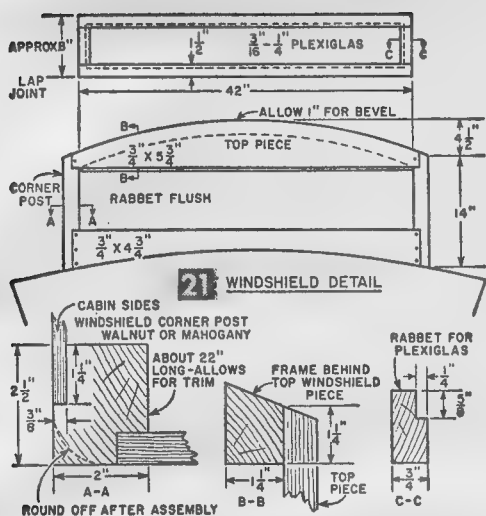 APPROX 8"
1 1/2"
3/16" - 1/4" PLEXIGLAS
C
C
LAP JOINT
42"
ALLOW 1" FOR BEVEL
B
3/4" X 5 3/4"
TOP PIECE
4 1/2"
B
CORNER POST
RABBET FLUSH
A
A
14"
3/4" X 4 3/4"
21 WINDSHIELD DETAIL
CABIN SIDES
WINDSHIELD CORNER POST
WALNUT OR MAHOGANY
1 1/4"
ABOUT 22"
LONG-ALLOWS
FOR TRIM
2 1/2"
3/8"
2"
A-A
ROUND OFF AFTER ASSEMBLY
FRAME BEHIND
TOP WINDSHIELD
PIECE
1 1/4"
1 1/4"
B-B
TOP
PIECE
RABBET FOR
PLEXIGLAS
1/4"
5/8"
3/4"
C-C